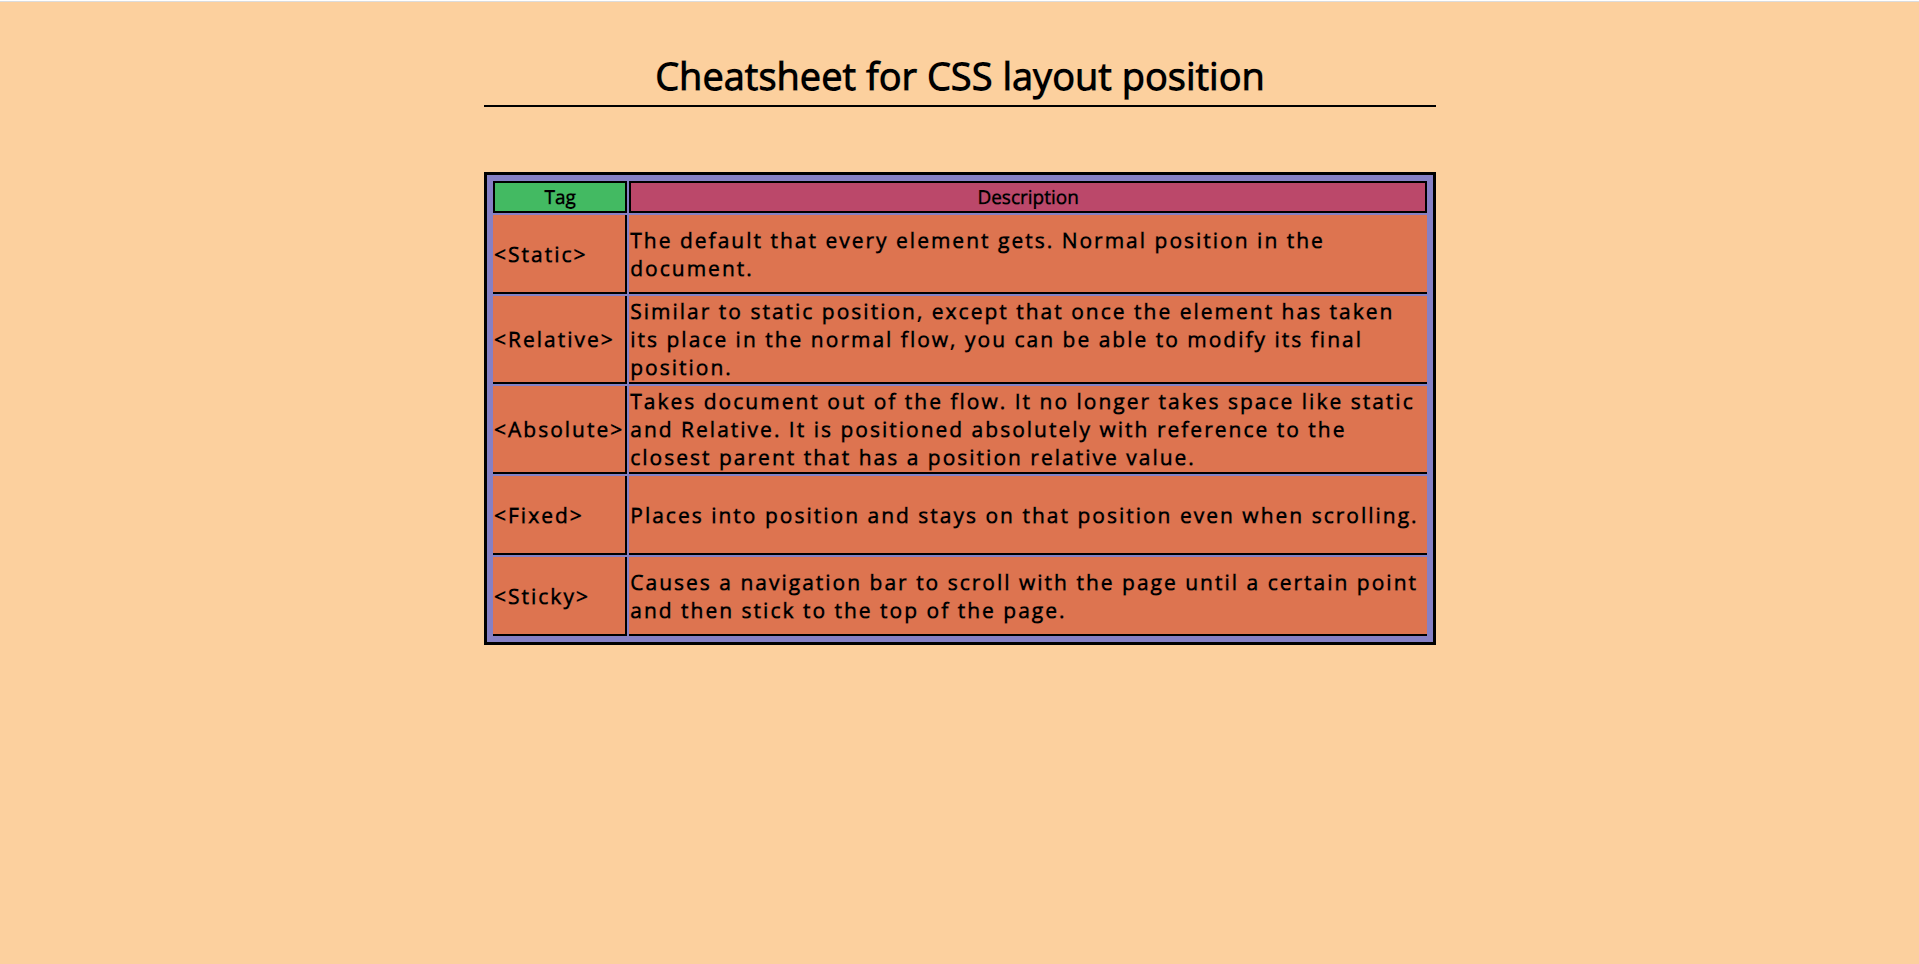 Cheatsheet for CSS layout position
Tag
Description
<Static>
The default that every element gets. Normal position in the
document.
<Relative>
Similar to static position, except that once the element has taken
its place in the normal flow, you can be able to modify its final
position.
<Absolute>
Takes document out of the flow. It no longer takes space like static
and Relative. It is positioned absolutely with reference to the
closest parent that has a position relative value.
<Fixed>
Places into position and stays on that position even when scrolling.
<Sticky>
Causes a navigation bar to scroll with the page until a certain point
and then stick to the top of the page.